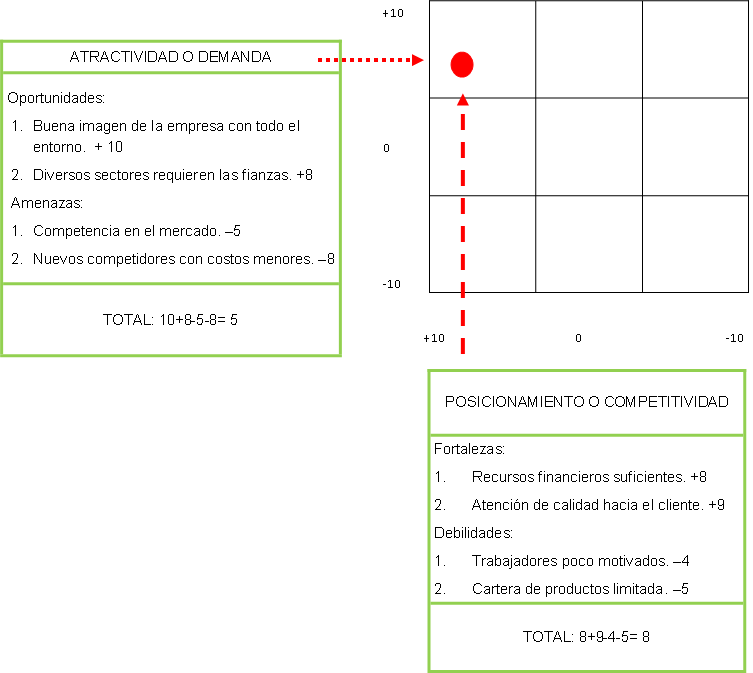 +10
ATRACTIVIDAD O DEMANDA
Oportunidades:
1. Buena imagen de la empresa con todo el
entorno. + 10
2. Diversos sectores requieren las fianzas. +8
Amenazas:
1. Competencia en el mercado. –5
2. Nuevos competidores con costos menores. –8
TOTAL: 10+8-5-8= 5
0
-10
+10 0 -10
POSICIONAMIENTO O COMPETITIVIDAD
Fortalezas:
1. Recursos financieros suficientes. +8
2. Atención de calidad hacia el cliente. +9
Debilidades:
1. Trabajadores poco motivados. –4
2. Cartera de productos limitada. –5
TOTAL: 8+9-4-5= 8